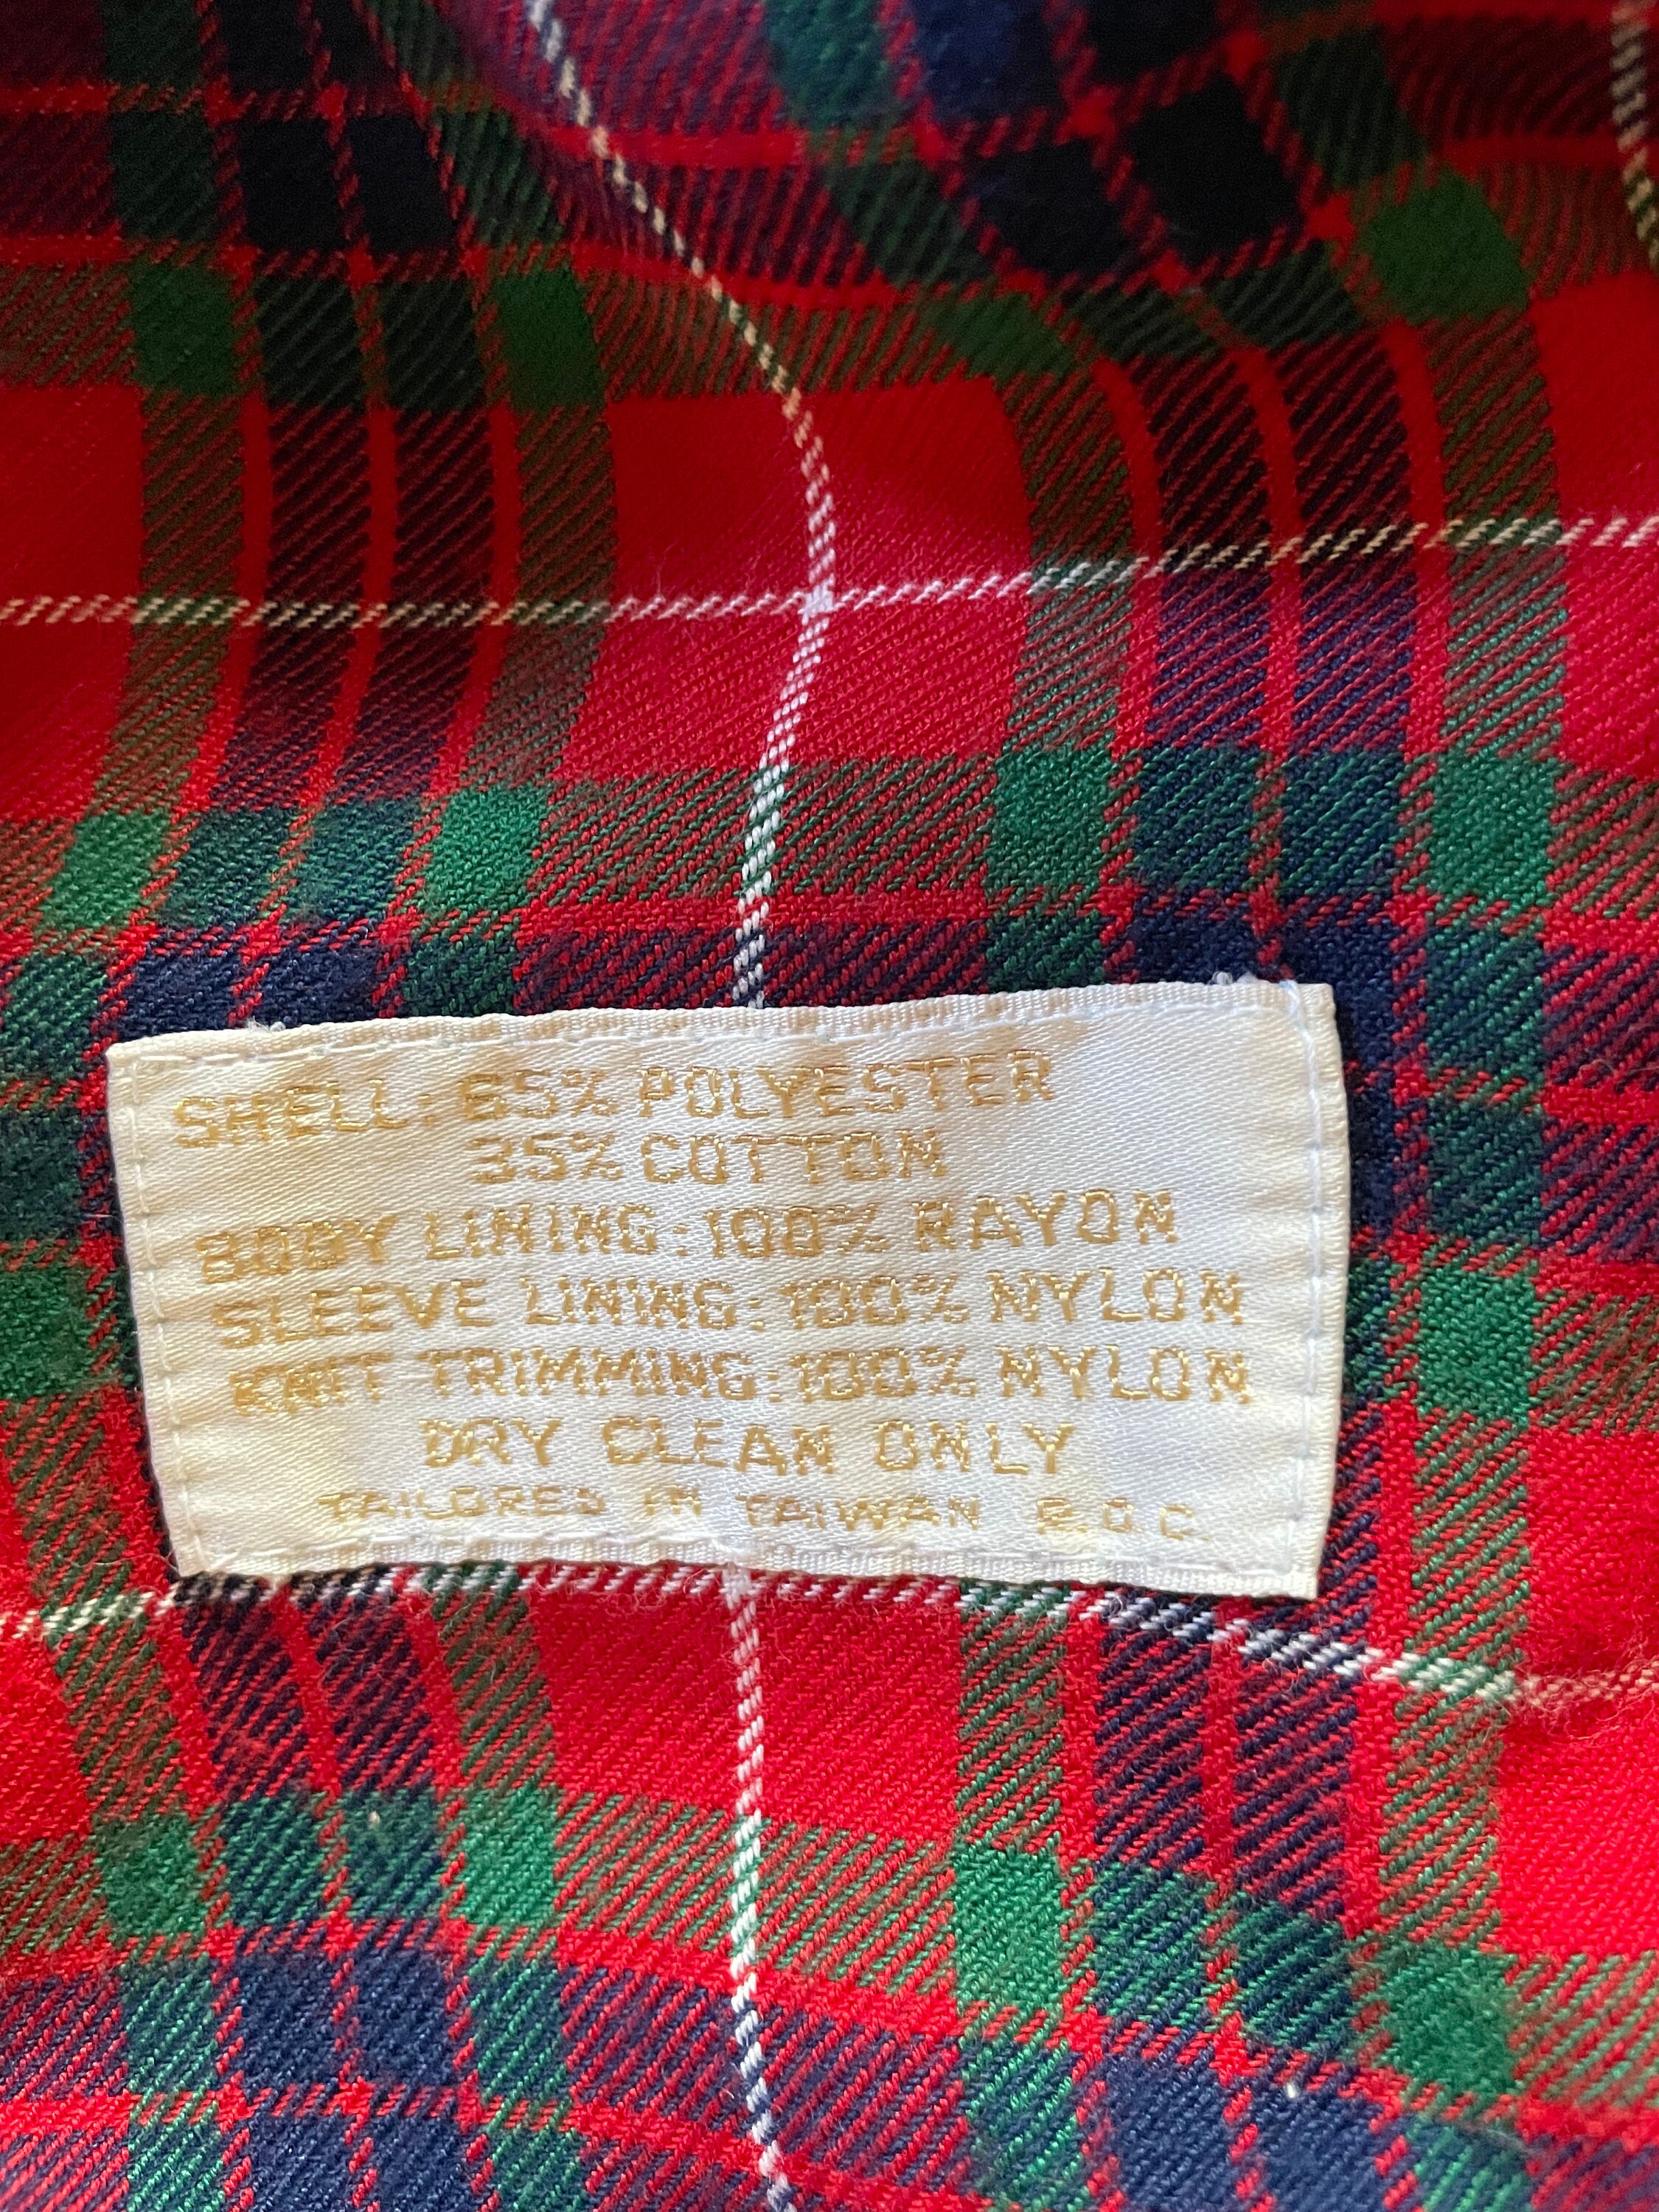 SHELL: 65% POLYESTER
35% COTTON
BODY LINING: 100% RAYON
SLEEVE LINING: 100% NYLON
KNIT TRIMMING: 100% NYLON
DRY CLEAN ONLY
TAILORED IN TAIWAN R.O.C.